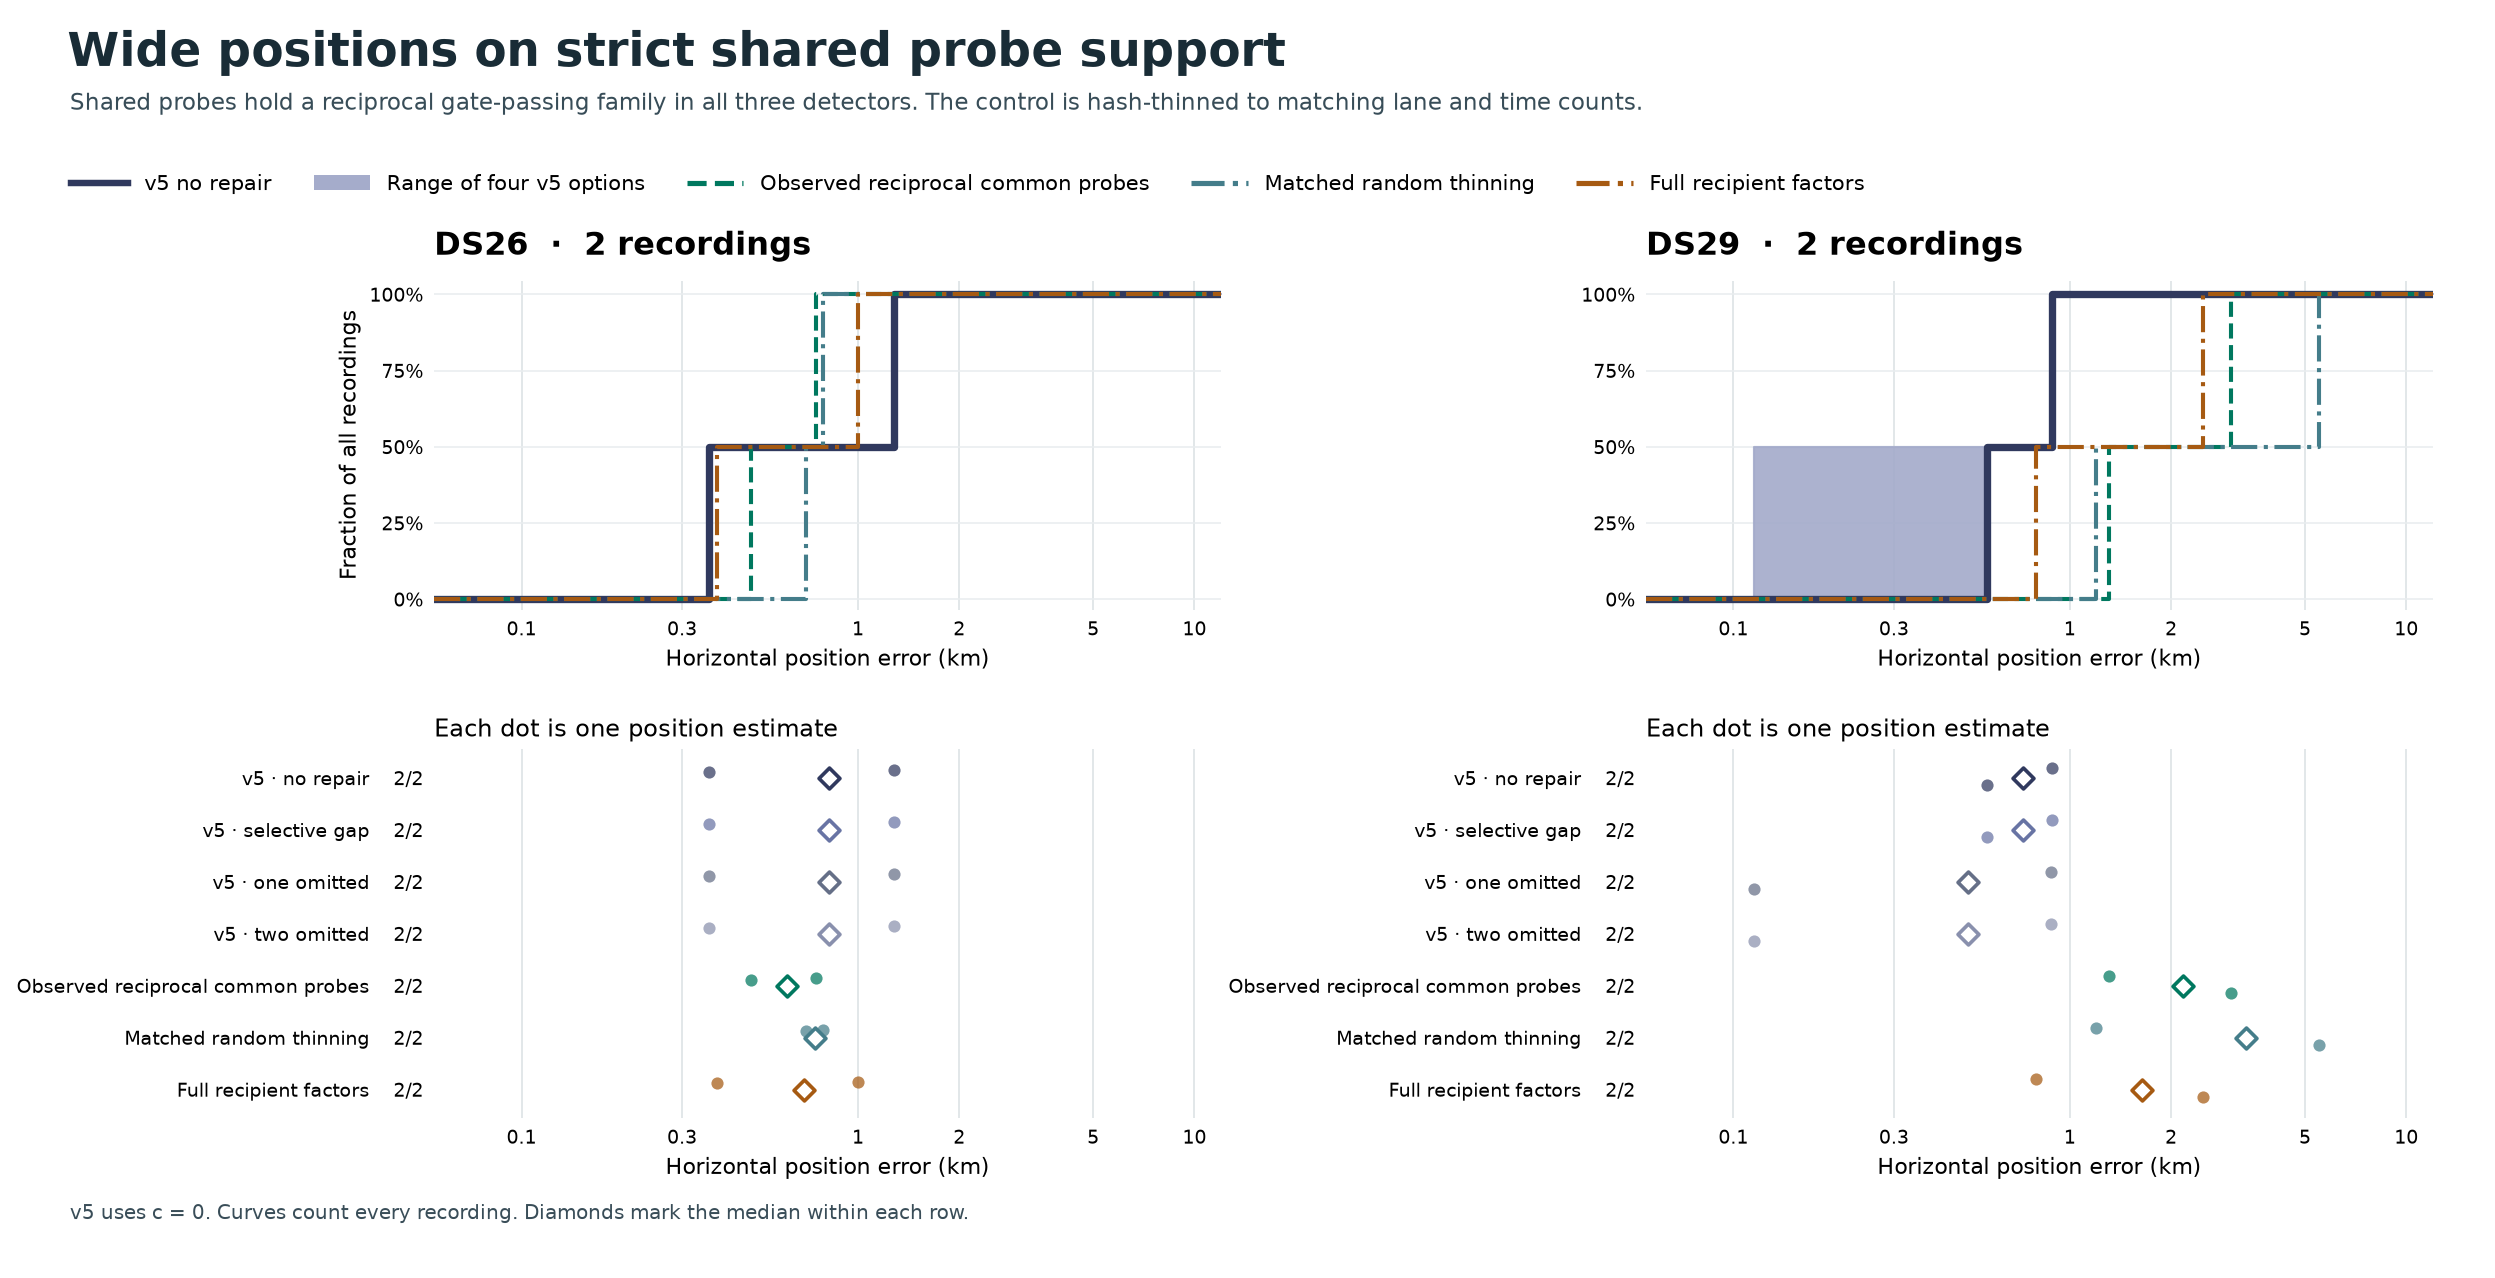 Wide positions on strict shared probe support
Shared probes hold a reciprocal gate-passing family in all three detectors. The control is hash-thinned to matching lane and time counts.
v5 no repair
Range of four v5 options
Observed reciprocal common probes
Matched random thinning
Full recipient factors
DS26 · 2 recordings
Fraction of all recordings
100%
75%
50%
25%
0%
0.1 0.3 1 2 5 10
Horizontal position error (km)
DS29 · 2 recordings
100%
75%
50%
25%
0%
0.1 0.3 1 2 5 10
Horizontal position error (km)
Each dot is one position estimate
v5 · no repair 2/2
v5 · selective gap 2/2
v5 · one omitted 2/2
v5 · two omitted 2/2
Observed reciprocal common probes 2/2
Matched random thinning 2/2
Full recipient factors 2/2
0.1 0.3 1 2 5 10
Horizontal position error (km)
Each dot is one position estimate
v5 · no repair 2/2
v5 · selective gap 2/2
v5 · one omitted 2/2
v5 · two omitted 2/2
Observed reciprocal common probes 2/2
Matched random thinning 2/2
Full recipient factors 2/2
0.1 0.3 1 2 5 10
Horizontal position error (km)
v5 uses c = 0. Curves count every recording. Diamonds mark the median within each row.